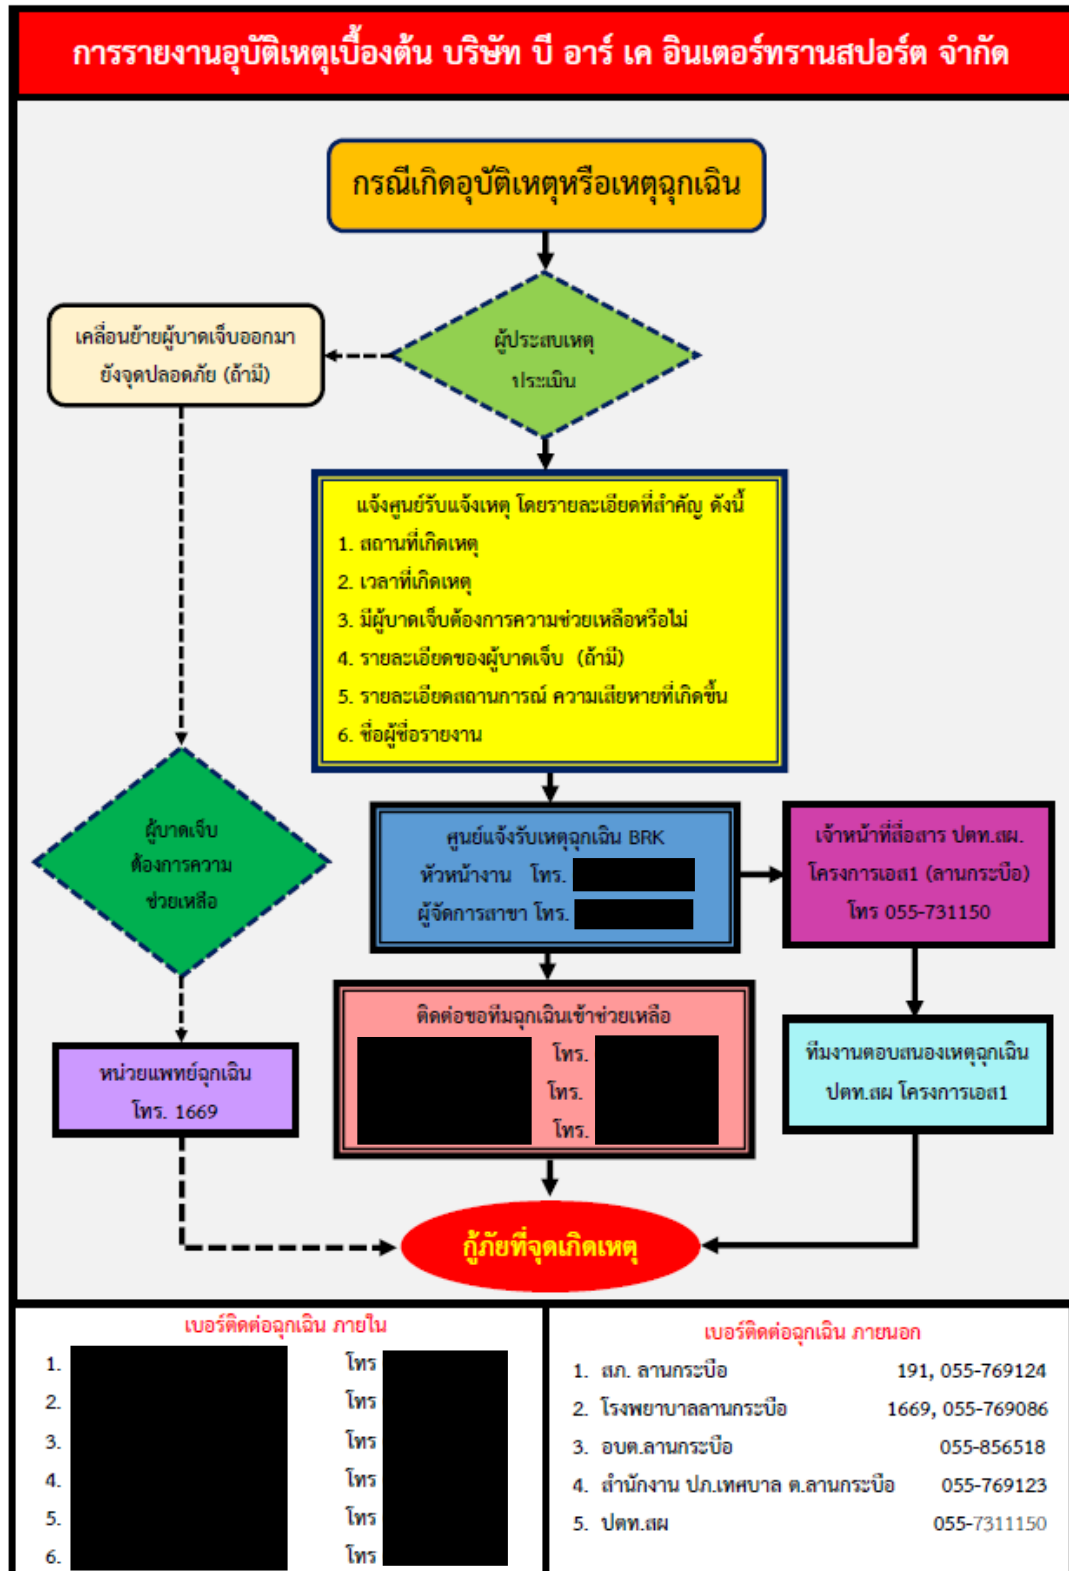 การรายงานอุบัติเหตุเบื้องต้น บริษัท บี อาร์ เค อินเตอร์ทรานสปอร์ต จำกัด
กรณีเกิดอุบัติเหตุหรือเหตุฉุกเฉิน
ผู้ประสบเหตุ
ประเมิน
เคลื่อนย้ายผู้บาดเจ็บออกมา
ยังจุดปลอดภัย (ถ้ามี)
แจ้งศูนย์รับแจ้งเหตุ โดยรายละเอียดที่สำคัญ ดังนี้
1. สถานที่เกิดเหตุ
2. เวลาที่เกิดเหตุ
3. มีผู้บาดเจ็บต้องการความช่วยเหลือหรือไม่
4. รายละเอียดของผู้บาดเจ็บ (ถ้ามี)
5. รายละเอียดสถานการณ์ ความเสียหายที่เกิดขึ้น
6. ชื่อผู้ชื่อรายงาน
ผู้บาดเจ็บ
ต้องการความ
ช่วยเหลือ
ศูนย์แจ้งรับเหตุฉุกเฉิน BRK
หัวหน้างาน โทร.
ผู้จัดการสาขา โทร.
เจ้าหน้าที่สื่อสาร ปตท.สผ.
โครงการเอส1 (ลานกระบือ)
โทร 055-731150
ติดต่อขอทีมฉุกเฉินเข้าช่วยเหลือ
โทร.
โทร.
โทร.
ทีมงานตอบสนองเหตุฉุกเฉิน
ปตท.สผ โครงการเอส1
หน่วยแพทย์ฉุกเฉิน
โทร. 1669
กู้ภัยที่จุดเกิดเหตุ
เบอร์ติดต่อฉุกเฉิน ภายใน
1. โทร
2. โทร
3. โทร
4. โทร
5. โทร
6. โทร
เบอร์ติดต่อฉุกเฉิน ภายนอก
1. สภ. ลานกระบือ 191, 055-769124
2. โรงพยาบาลลานกระบือ 1669, 055-769086
3. อบต.ลานกระบือ 055-856518
4. สำนักงาน ปภ.เทศบาล ต.ลานกระบือ 055-769123
5. ปตท.สผ 055-7311150